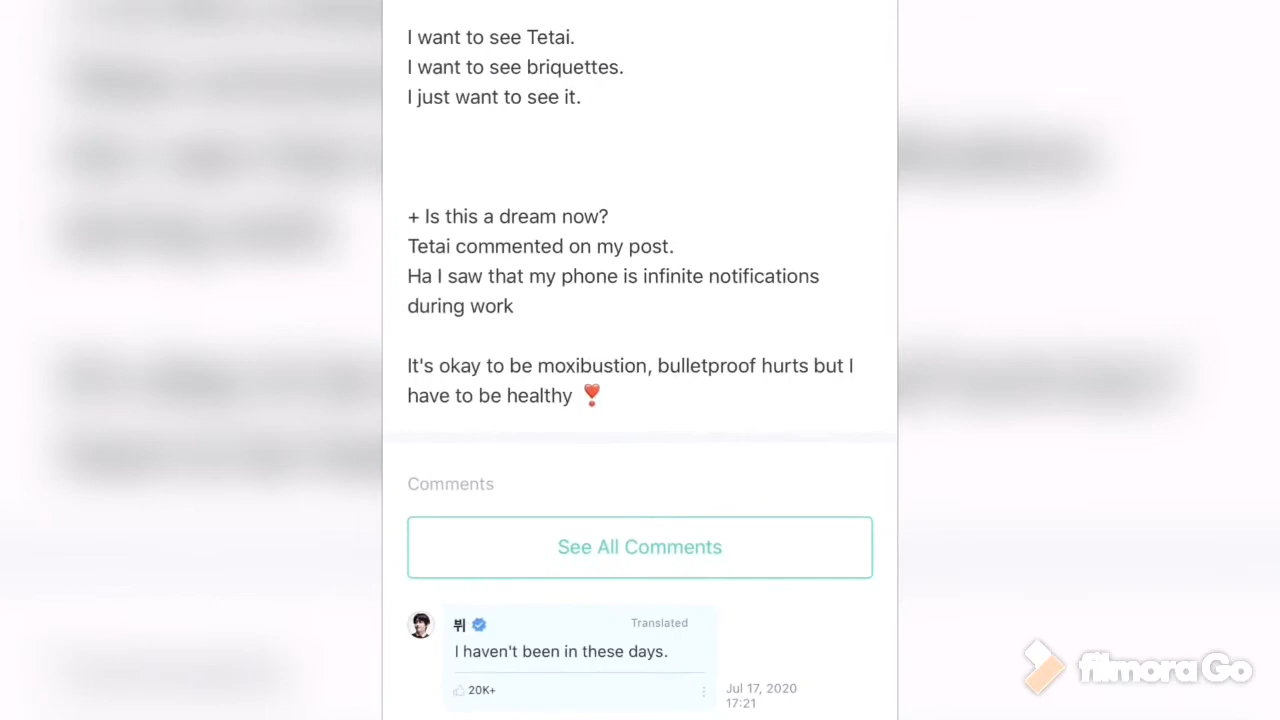 I want to see Tetai.
I want to see briquettes.
I just want to see it.
+ Is this a dream now?
Tetai commented on my post.
Ha I saw that my phone is infinite notifications
during work
It's okay to be moxibustion, bulletproof hurts but I
have to be healthy ❣️
Comments
See All Comments
뷔
Translated
I haven't been in these days.
20K+
Jul 17, 2020
17:21
filmoraGo